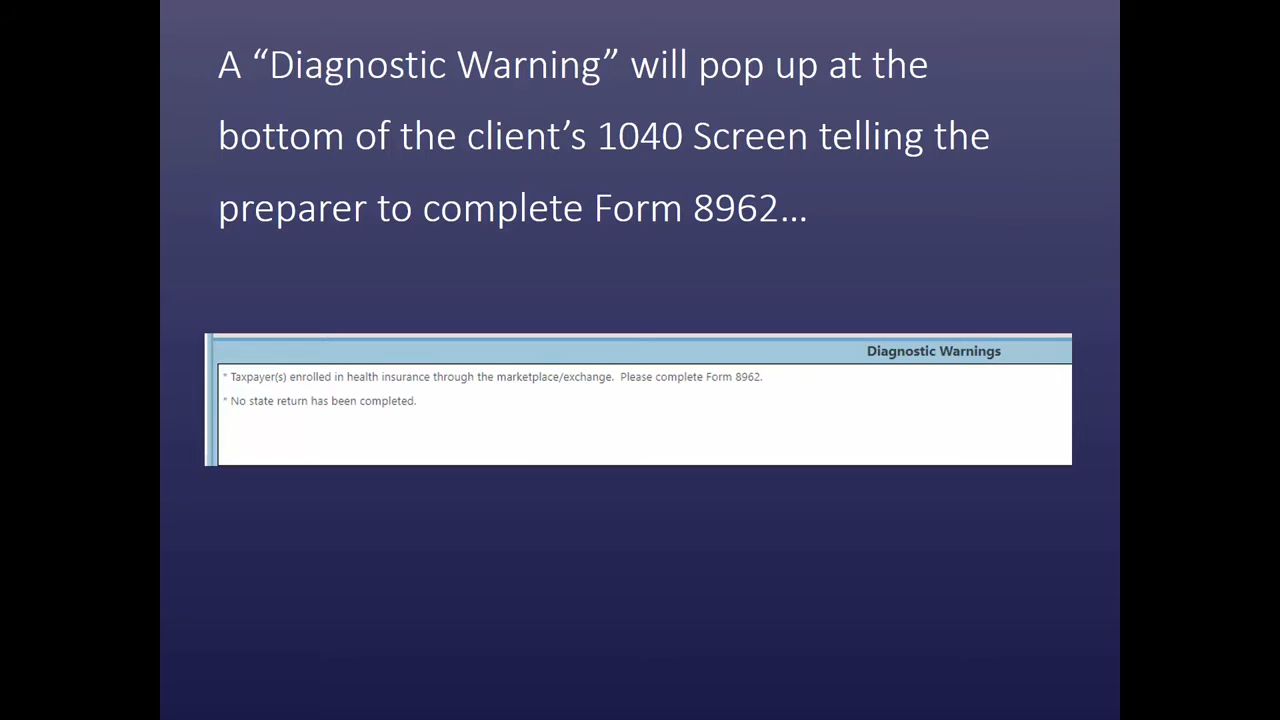 A “Diagnostic Warning” will pop up at the
bottom of the client’s 1040 Screen telling the
preparer to complete Form 8962…
Diagnostic Warnings
* Taxpayer(s) enrolled in health insurance through the marketplace/exchange.  Please complete Form 8962.
* No state return has been completed.